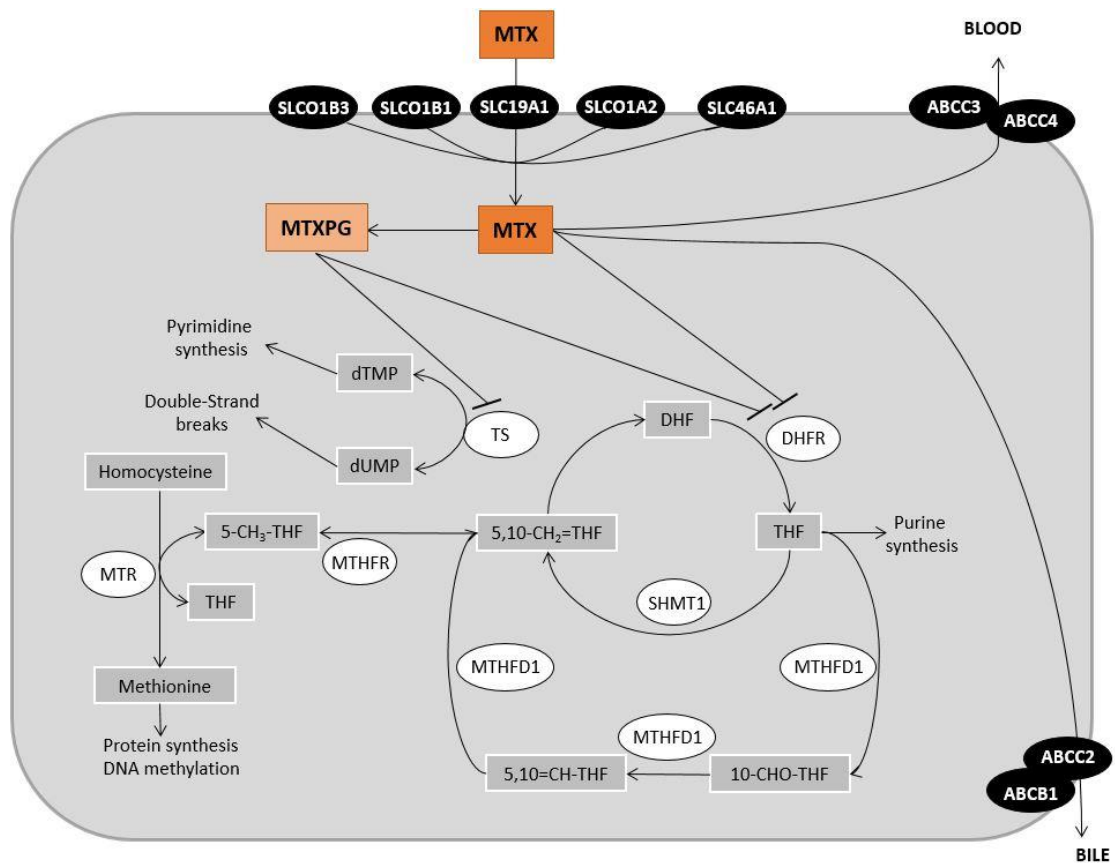 MTX
BLOOD
SLCO1B3
SLCO1B1
SLC19A1
SLCO1A2
SLC46A1
ABCC3
ABCC4
MTXPG
MTX
Pyrimidine
synthesis
dTMP
Double-Strand
breaks
TS
dUMP
DHF
DHFR
Homocysteine
5-CH₃-THF
5,10-CH₂=THF
THF
Purine
synthesis
MTHFR
MTR
THF
SHMT1
MTHFD1
MTHFD1
Methionine
Protein synthesis
DNA methylation
MTHFD1
5,10=CH-THF
10-CHO-THF
ABCC2
ABCB1
BILE